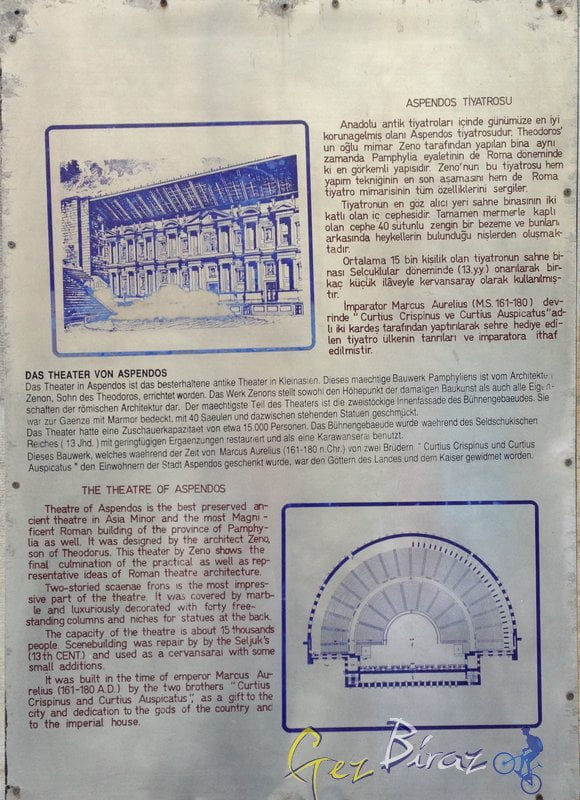 ASPENDOS TİYATROSU
Anadolu antik tiyatroları içinde günümüze en iyi
korunagelmiş olanı Aspendos tiyatrosudur. Theodoros'
un oğlu mimar Zeno tarafından yapılan bina aynı
zamanda Pamphylia eyaletinin de Roma döneminde
ki en görkemli yapısıdır. Zeno'nun bu tiyatrosu hem
yapım tekniğinin en son aşamasını hem de Roma
tiyatro mimarisinin tüm özelliklerini sergiler.
Tiyatronun en göz alıcı yeri sahne binasının iki
katlı olan iç cephesidir. Tamamen mermerle kaplı
olan cephe 40 sütunlu zengin bir bezeme ve bunların
arkasında heykellerin bulunduğu nişlerden oluşmak-
tadır.
Ortalama 15 bin kişilik olan tiyatronun sahne bi-
nası Selçuklular döneminde (13.yy.) onarılarak bir-
kaç küçük ilâveyle kervansaray olarak kullanılmış-
tır.
İmparator Marcus Aurelius (M.S. 161-180) dev-
rinde "Curtius Crispinus ve Curtius Auspicatus" ad-
lı iki kardeş tarafından yaptırılarak şehre hediye edi-
len tiyatro ülkenin tanrıları ve imparatora ithaf
edilmiştir.
DAS THEATER VON ASPENDOS
Das Theater in Aspendos ist das besterhaltene antike Theater in Kleinasien. Dieses maechtige Bauwerk Pamphyliens ist vom Architekten
Zenon, Sohn des Theodoros, errichtet worden. Das Werk Zenons stellt sowohl den Höhepunkt der damaligen Baukunst als auch alle Eigen-
schaften der römischen Architektur dar. Der maechtigste Teil des Theaters ist die zweistöckige Innenfassade des Bühnengebaeudes. Sie
war zur Gaenze mit Marmor bedeckt, mit 40 Saeulen und dazwischen stehenden Statuen geschmückt.
Das Theater hatte eine Zuschauerkapazitaet von etwa 15.000 Personen. Das Bühnengebaeude wurde waehrend des Seldschukischen
Reiches ( 13 Jhd. ) mit geringfügigen Ergaenzungen restauriert und als eine Karawanserai benutzt.
Dieses Bauwerk, welches waehrend der Zeit von Marcus Aurelius (161-180 n.Chr.) von zwei Brüdern " Curtius Crispinus und Curtius
Auspicatus " den Einwohnern der Stadt Aspendos geschenkt wurde, war den Göttern des Landes und dem Kaiser gewidmet worden.
THE THEATRE OF ASPENDOS
Theatre of Aspendos is the best preserved an-
cient theatre in Asia Minor and the most Magni -
ficent Roman building of the province of Pamphy-
lia as well. It was designed by the architect Zeno,
son of Theodorus. This theater by Zeno shows the
final culmination of the practical as well as rep-
resentative ideas of Roman theatre architecture.
Two-storied scaenae frons is the most impres-
sive part of the theatre. It was covered by marb-
le and luxuriously decorated with forty free-
standing columns and niches for statues at the back.
The capacity of the theatre is about 15 thousands
people. Scenebuilding was repair by by the Seljuk's
(13th CENT.) and used as a cervansarai with some
small additions.
It was built in the time of emperor Marcus Au-
relius (161-180 A.D.) by the two brothers "Curtius
Crispinus and Curtius Auspicatus", as a gift to the
city and dedication to the gods of the country and
to the imperial house.
Gez Biraz